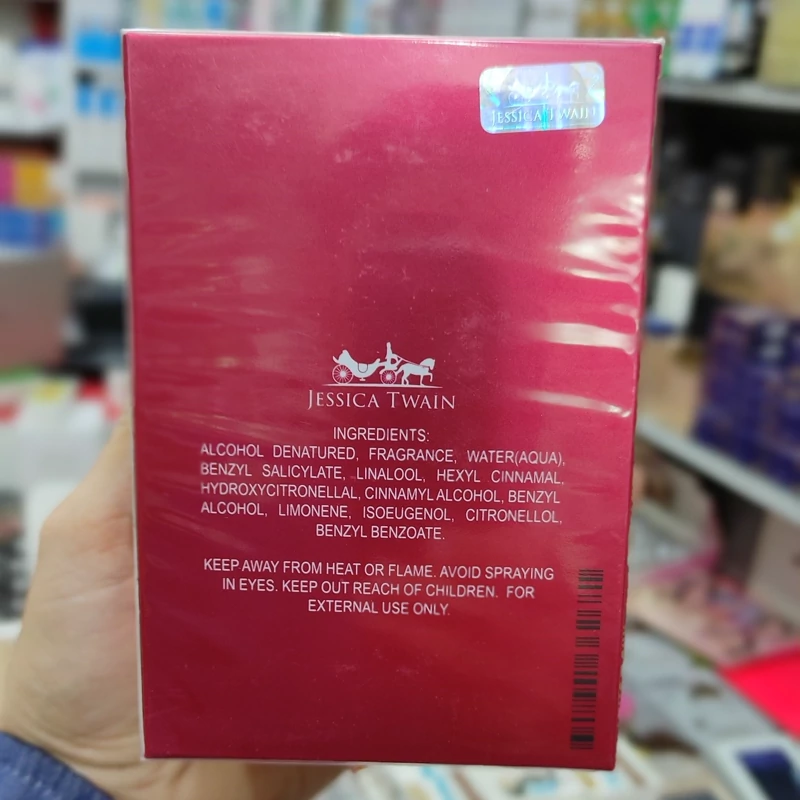 JESSICA TWAIN
JESSICA TWAIN
INGREDIENTS:
ALCOHOL DENATURED, FRAGRANCE, WATER(AQUA),
BENZYL SALICYLATE, LINALOOL, HEXYL CINNAMAL,
HYDROXYCITRONELLAL, CINNAMYL ALCOHOL, BENZYL
ALCOHOL, LIMONENE, ISOEUGENOL, CITRONELLOL,
BENZYL BENZOATE.
KEEP AWAY FROM HEAT OR FLAME. AVOID SPRAYING
IN EYES. KEEP OUT REACH OF CHILDREN. FOR
EXTERNAL USE ONLY.